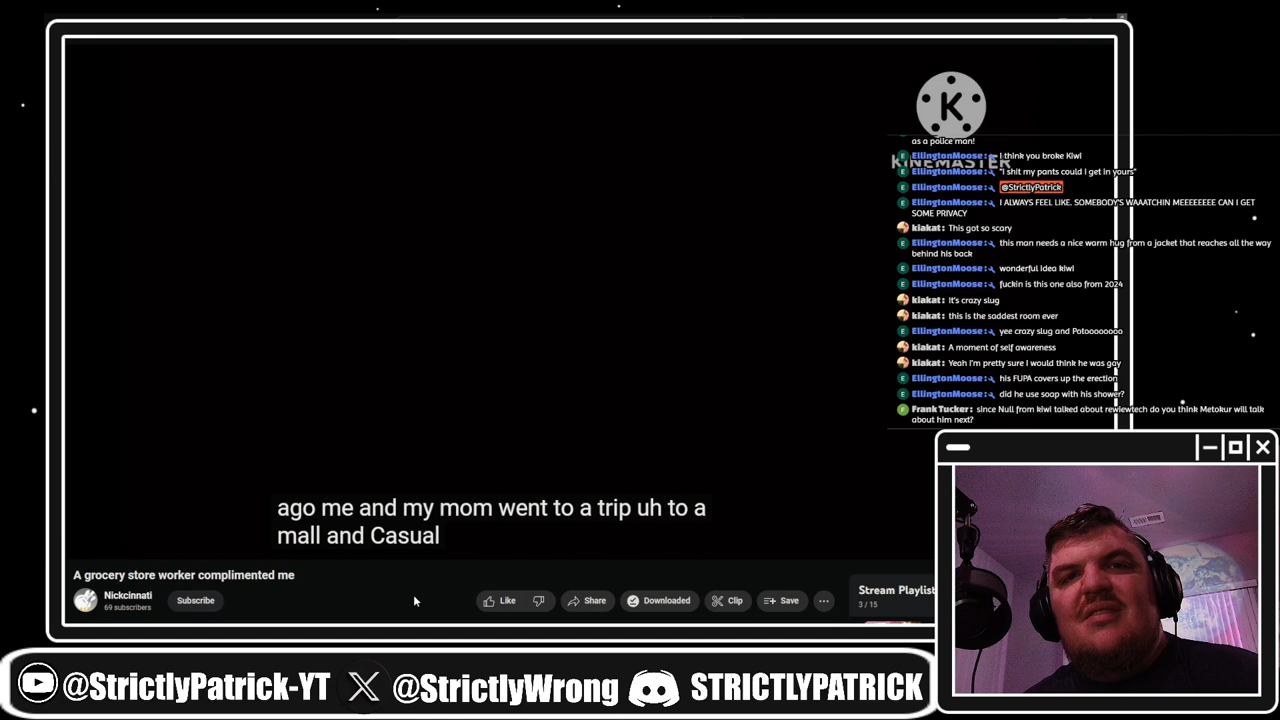 K
KINEMASTER
as a police man!
EllingtonMoose: I think you broke Kiwi
EllingtonMoose: "I shit my pants could I get in yours"
EllingtonMoose: @StrictlyPatrick
EllingtonMoose: I ALWAYS FEEL LIKE. SOMEBODY'S WAAATCHIN MEEEEEEE CAN I GET
SOME PRIVACY
kiakat: This got so scary
EllingtonMoose: this man needs a nice warm hug from a jacket that reaches all the way
behind his back
EllingtonMoose: wonderful idea kiwi
EllingtonMoose: fuckin is this one also from 2024
kiakat: It's crazy slug
kiakat: this is the saddest room ever
EllingtonMoose: yee crazy slug and Potooooooo
kiakat: A moment of self awareness
kiakat: Yeah I'm pretty sure I would think he was gay
EllingtonMoose: his FUPA covers up the erection
EllingtonMoose: did he use soap with his shower?
Frank Tucker: since Null from kiwi talked about rewiewtech do you think Metokur will talk
about him next?
ago me and my mom went to a trip uh to a
mall and Casual
A grocery store worker complimented me
Nickcinnati
69 subscribers
Subscribe
Like
Share
Downloaded
Clip
Save
Stream Playlist
3 / 15
@StrictlyPatrick-YT
@StrictlyWrong
STRICTLYPATRICK